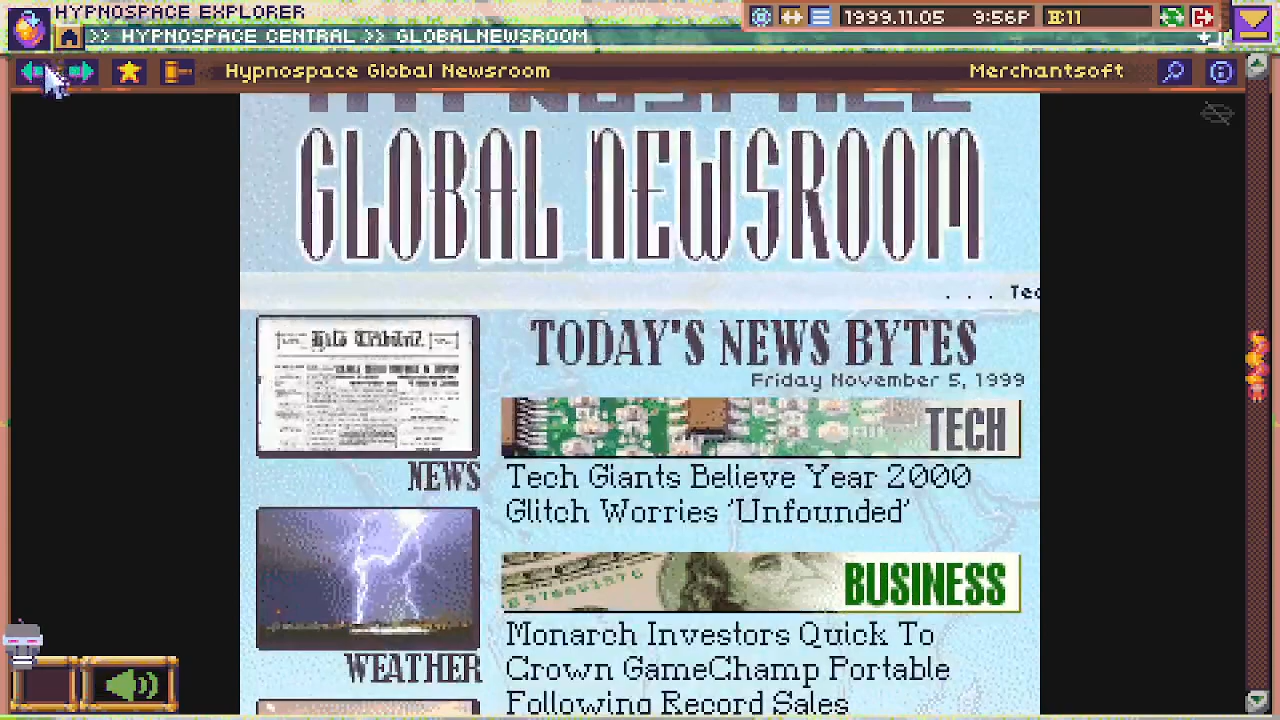 HYPNOSPACE EXPLORER
1999.11.05 9:56P
:11
>> HYPNOSPACE CENTRAL >> GLOBALNEWSROOM
Hypnospace Global Newsroom
Merchantsoft
HYPNOSPACE
GLOBAL NEWSROOM
. . . Tec
TODAY'S NEWS BYTES
Friday November 5, 1999
TECH
NEWS
Tech Giants Believe Year 2000
Glitch Worries 'Unfounded'
BUSINESS
Monarch Investors Quick To
WEATHER
Crown GameChamp Portable
Following Record Sales